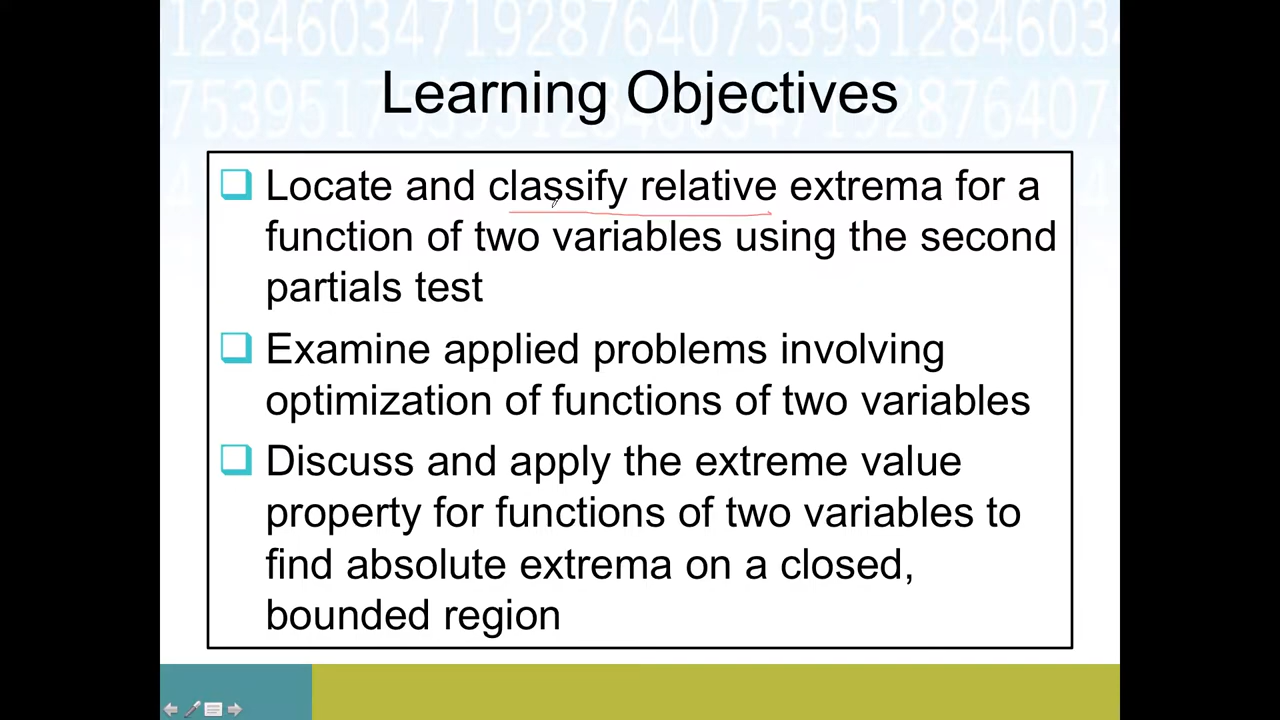 12846034719287640753951284603
Learning Objectives
Locate and classify relative extrema for a
function of two variables using the second
partials test
Examine applied problems involving
optimization of functions of two variables
Discuss and apply the extreme value
property for functions of two variables to
find absolute extrema on a closed,
bounded region